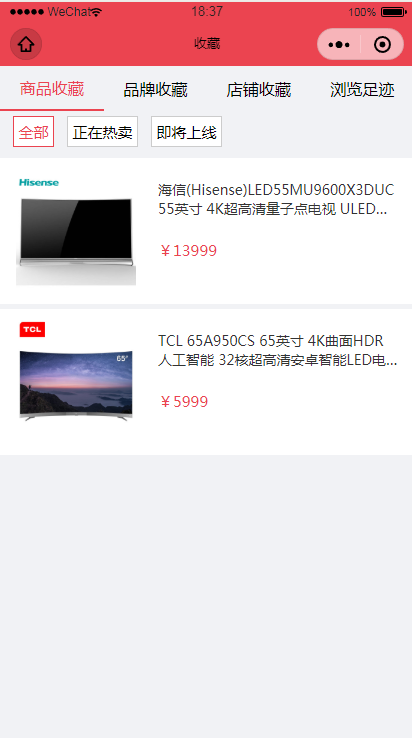 WeChat 18:37 100%
收藏
商品收藏 品牌收藏 店铺收藏 浏览足迹
全部 正在热卖 即将上线
Hisense
海信(Hisense)LED55MU9600X3DUC
55英寸 4K超高清量子点电视 ULED...
￥13999
TCL
65"
TCL 65A950CS 65英寸 4K曲面HDR
人工智能 32核超高清安卓智能LED电...
￥5999